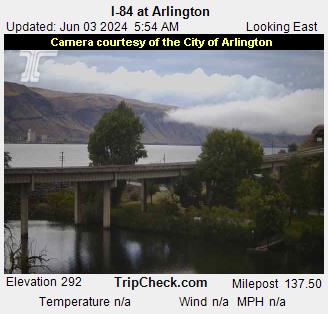 I-84 at Arlington
Updated: Jun 03 2024 5:54 AM Looking East
Camera courtesy of the City of Arlington
Elevation 292 TripCheck.com Milepost 137.50
Temperature n/a Wind n/a MPH n/a